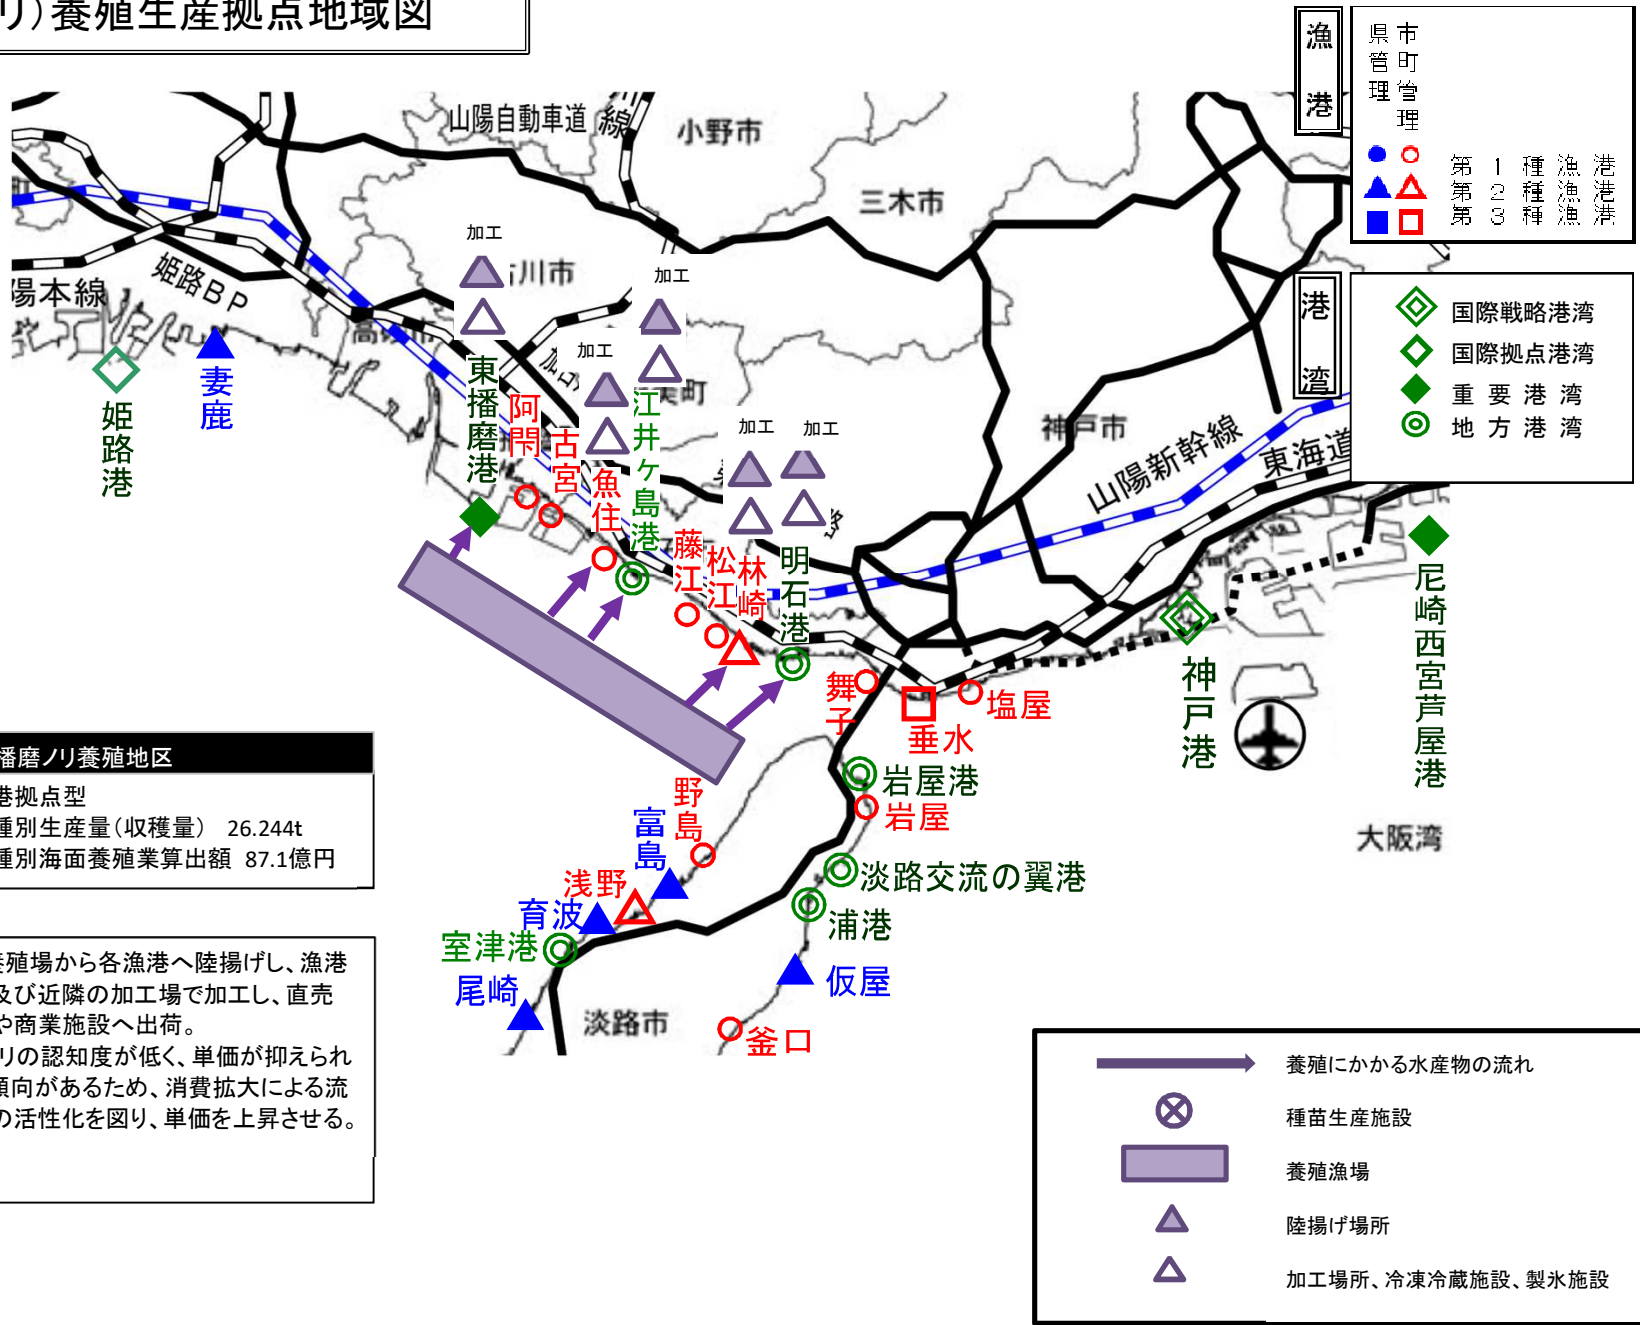 リ）養殖生産拠点地域図
漁港
県管理
市町管理
第１種漁港
第２種漁港
第３種漁港
港湾
国際戦略港湾
国際拠点港湾
重要港湾
地方港湾
山陽自動車道
線
小野市
三木市
加工
川市
加工
加工
加工
加工
姫路ＢＰ
陽本線
姫路港
妻鹿
東播磨港
阿閇
古宮
魚住
江井ヶ島港
藤江
松江
林崎
明石港
神戸市
山陽新幹線
東海道
舞子
垂水
塩屋
神戸港
尼崎西宮芦屋港
大阪湾
岩屋港
岩屋
淡路交流の翼港
浦港
仮屋
釜口
野島
富島
浅野
育波
室津港
尾崎
淡路市
播磨ノリ養殖地区
港拠点型
種別生産量（収穫量） 26.244t
種別海面養殖業算出額 87.1億円
養殖場から各漁港へ陸揚げし、漁港
及び近隣の加工場で加工し、直売
や商業施設へ出荷。
リの認知度が低く、単価が抑えられ
傾向があるため、消費拡大による流
の活性化を図り、単価を上昇させる。
養殖にかかる水産物の流れ
種苗生産施設
養殖漁場
陸揚げ場所
加工場所、冷凍冷蔵施設、製氷施設